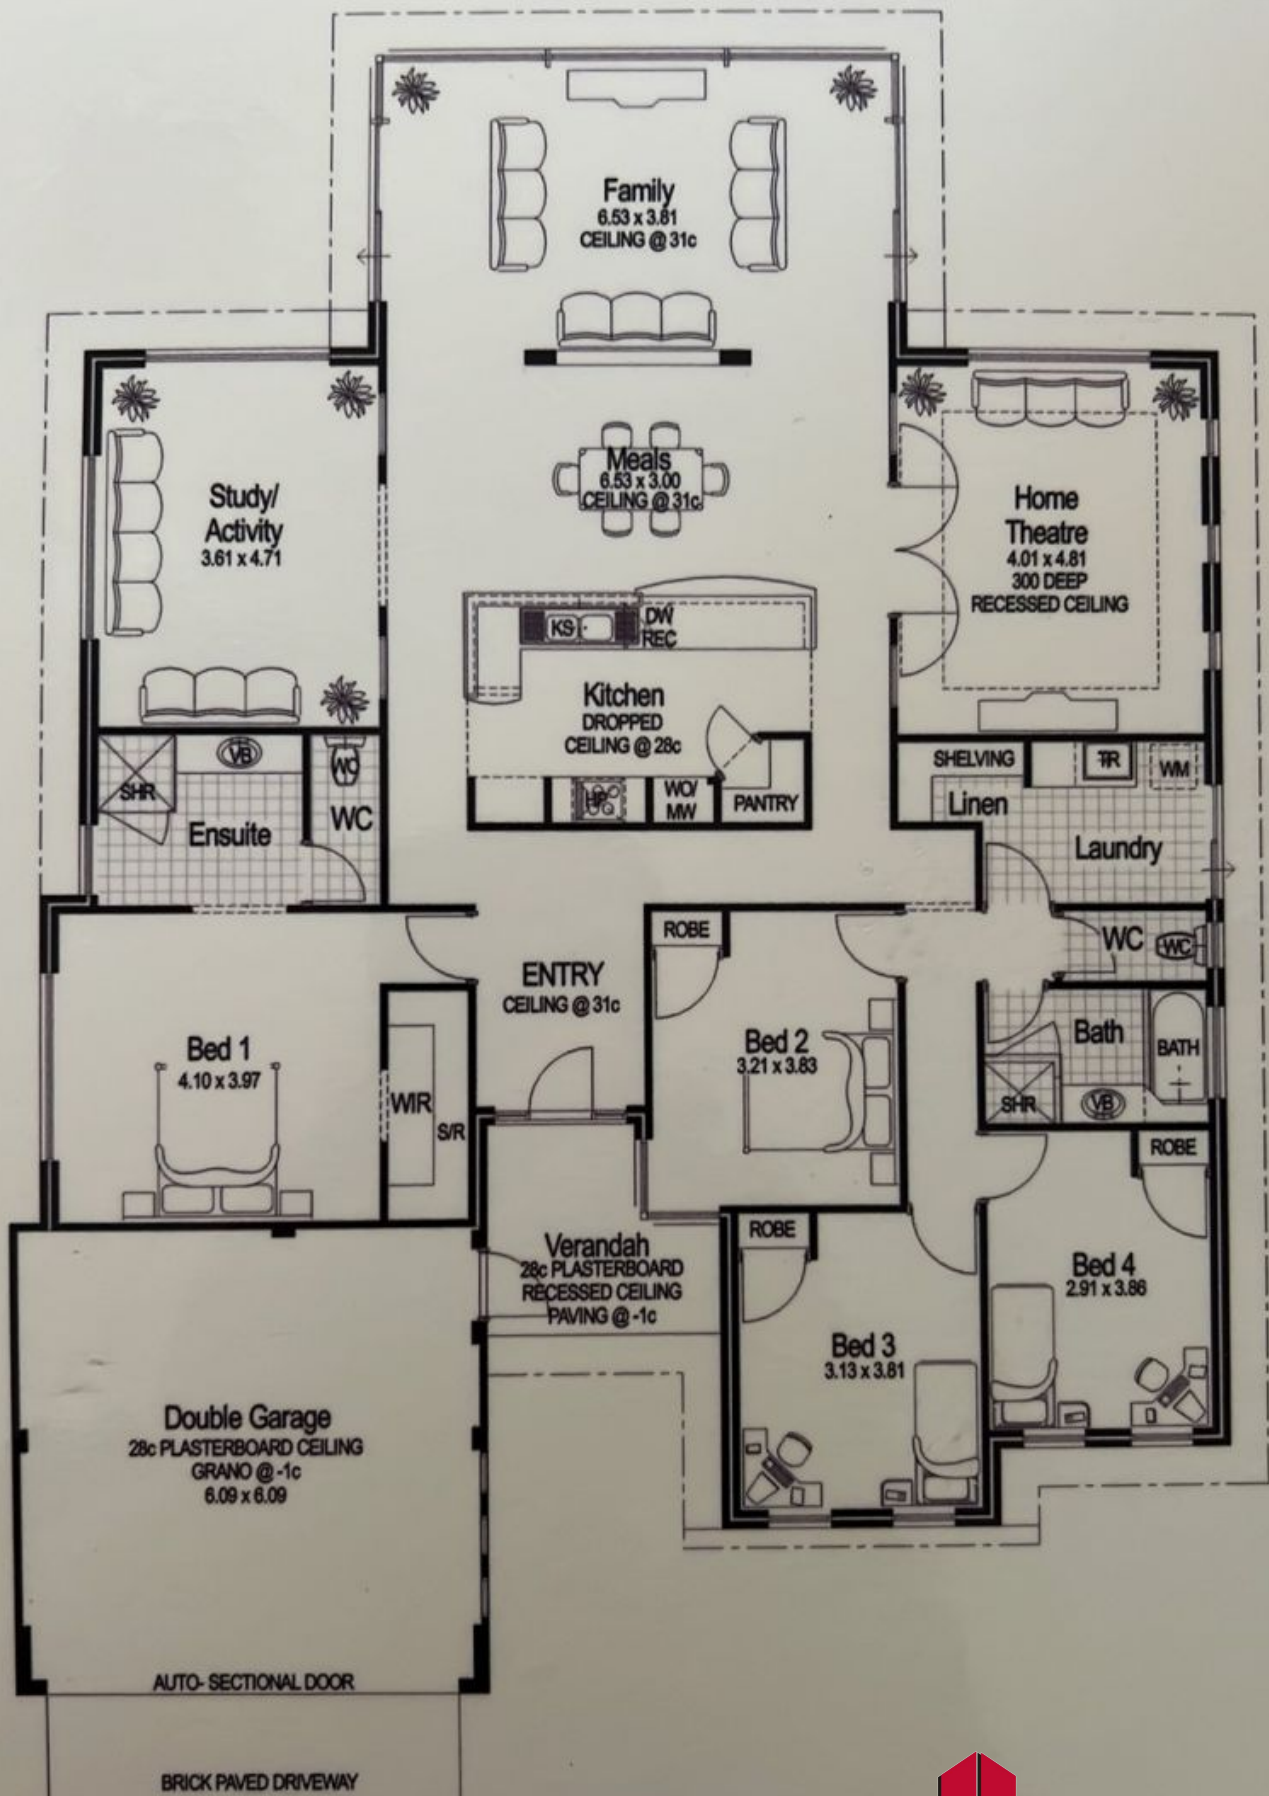 Family
6.53 x 3.81
CEILING @ 31c
Meals
6.53 x 3.00
CEILING @ 31c
Study/
Activity
3.61 x 4.71
Home
Theatre
4.01 x 4.81
300 DEEP
RECESSED CEILING
KS
DW
REC
Kitchen
DROPPED
CEILING @ 28c
HP
WO/
MW
PANTRY
SHR
VB
WC
WC
Ensuite
SHELVING
TR
WM
Linen
Laundry
WC
WC
ROBE
ENTRY
CEILING @ 31c
Bed 1
4.10 x 3.97
WIR
S/R
Bed 2
3.21 x 3.83
Bath
BATH
SHR
VB
ROBE
ROBE
Verandah
28c PLASTERBOARD
RECESSED CEILING
PAVING @ -1c
Bed 4
2.91 x 3.86
Bed 3
3.13 x 3.81
Double Garage
28c PLASTERBOARD CEILING
GRANO @ -1c
6.09 x 6.09
AUTO- SECTIONAL DOOR
BRICK PAVED DRIVEWAY